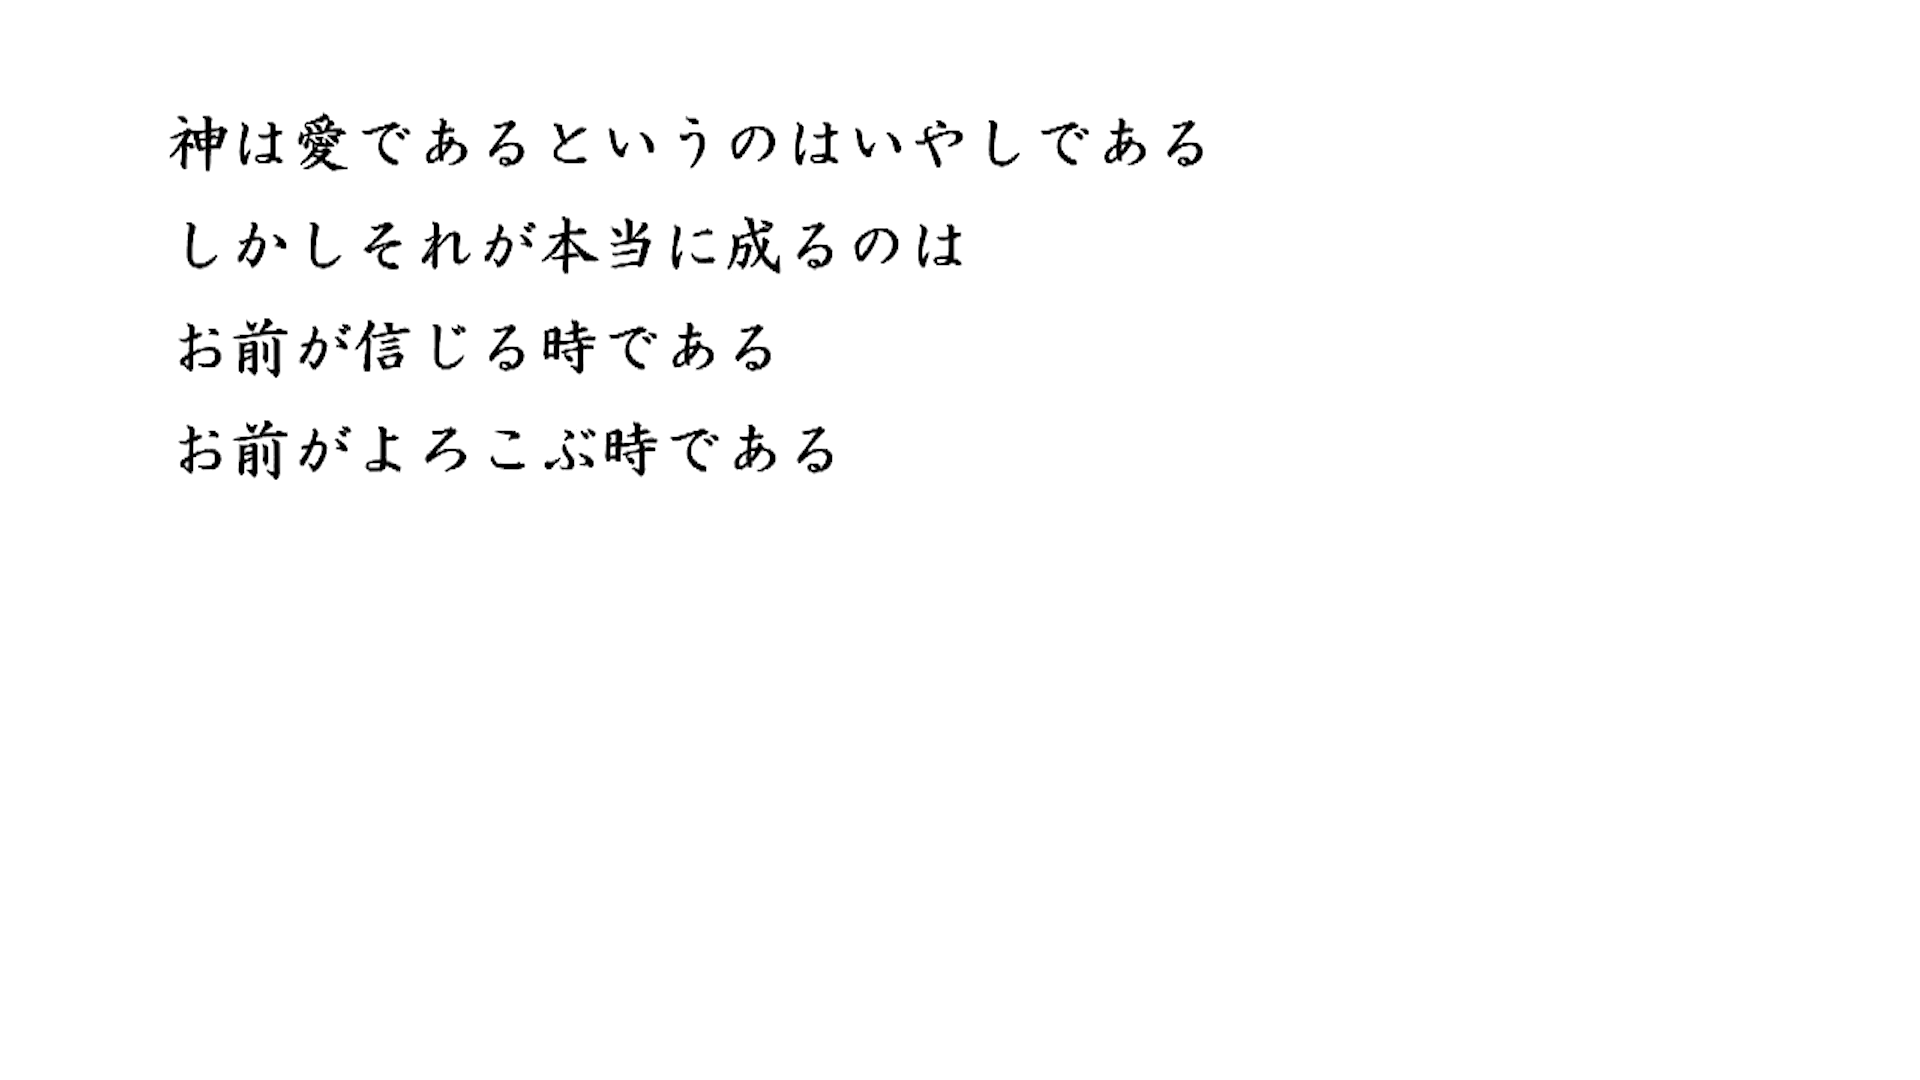 神は愛であるというのはいやしである
しかしそれが本当に成るのは
お前が信じる時である
お前がよろこぶ時である